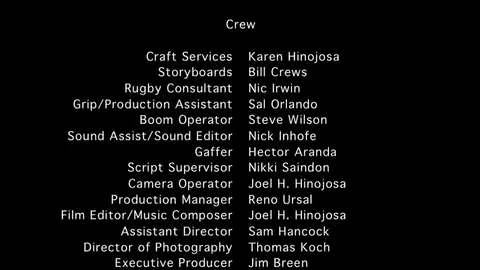 Crew
Craft Services Karen Hinojosa
Storyboards Bill Crews
Rugby Consultant Nic Irwin
Grip/Production Assistant Sal Orlando
Boom Operator Steve Wilson
Sound Assist/Sound Editor Nick Inhofe
Gaffer Hector Aranda
Script Supervisor Nikki Saindon
Camera Operator Joel H. Hinojosa
Production Manager Reno Ursal
Film Editor/Music Composer Joel H. Hinojosa
Assistant Director Sam Hancock
Director of Photography Thomas Koch
Executive Producer Jim Breen